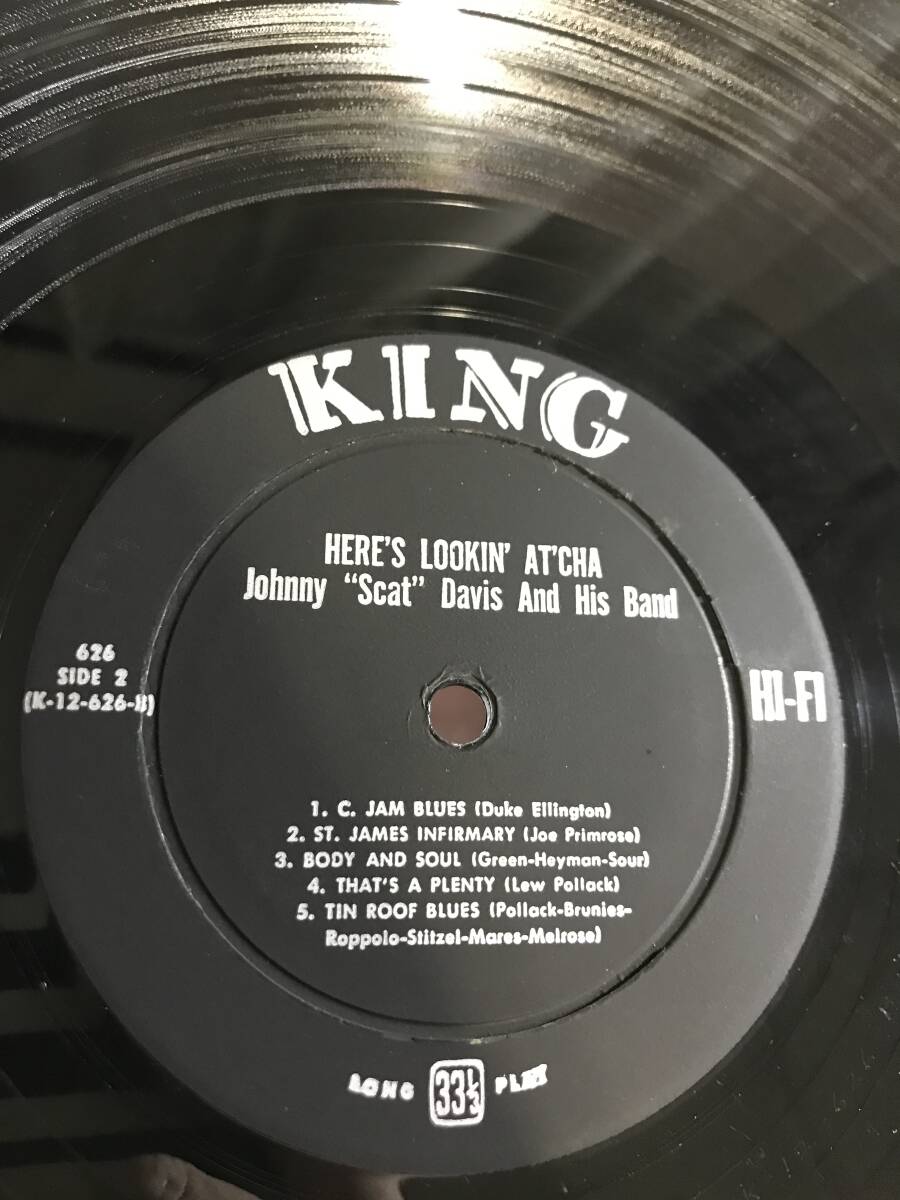 KING
HERE'S LOOKIN' AT'CHA
Johnny "Scat" Davis And His Band
626
SIDE 2
(K-12-626-B)
HI-FI
1. C. JAM BLUES (Duke Ellington)
2. ST. JAMES INFIRMARY (Joe Primrose)
3. BODY AND SOUL (Green-Heyman-Sour)
4. THAT'S A PLENTY (Lew Pollack)
5. TIN ROOF BLUES (Pollack-Brunies-
Roppolo-Stitzel-Mares-Melrose)
LONG 33⅓ PLAY